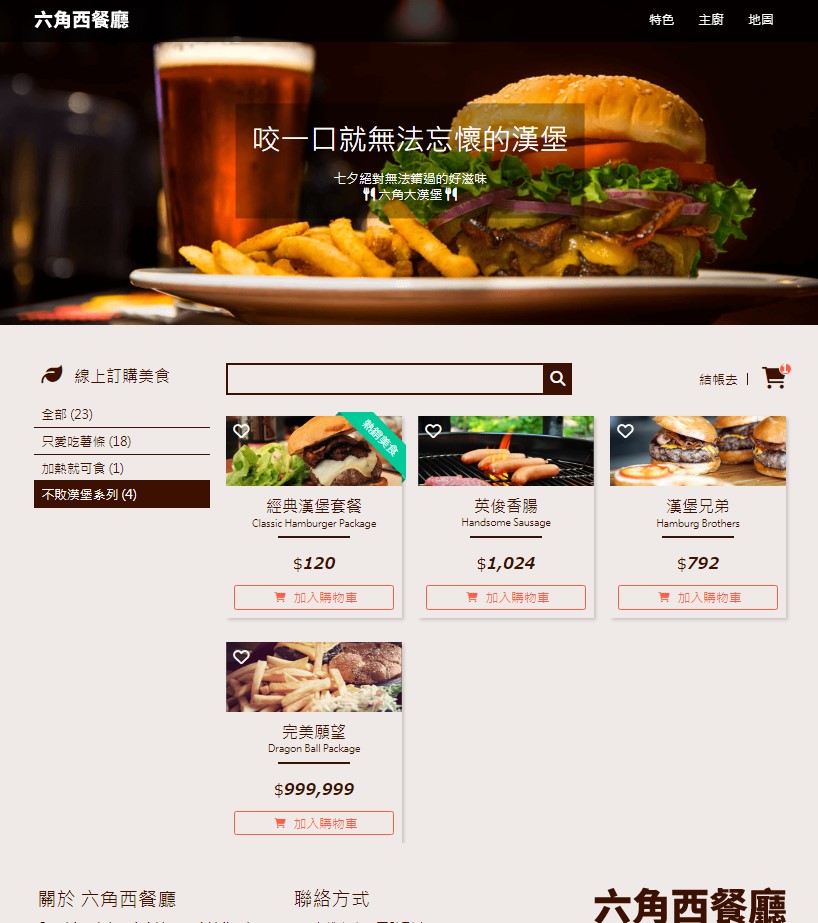 六角西餐廳
特色 主廚 地圖
咬一口就無法忘懷的漢堡
七夕絕對無法錯過的好滋味
六角大漢堡
線上訂購美食
全部 (23)
只愛吃薯條 (18)
加熱就可食 (1)
不敗漢堡系列 (4)
結帳去 |
1
熱銷美食
經典漢堡套餐
Classic Hamburger Package
$120
加入購物車
英俊香腸
Handsome Sausage
$1,024
加入購物車
漢堡兄弟
Hamburg Brothers
$792
加入購物車
完美願望
Dragon Ball Package
$999,999
加入購物車
關於 六角西餐廳
聯絡方式
六角西餐廳